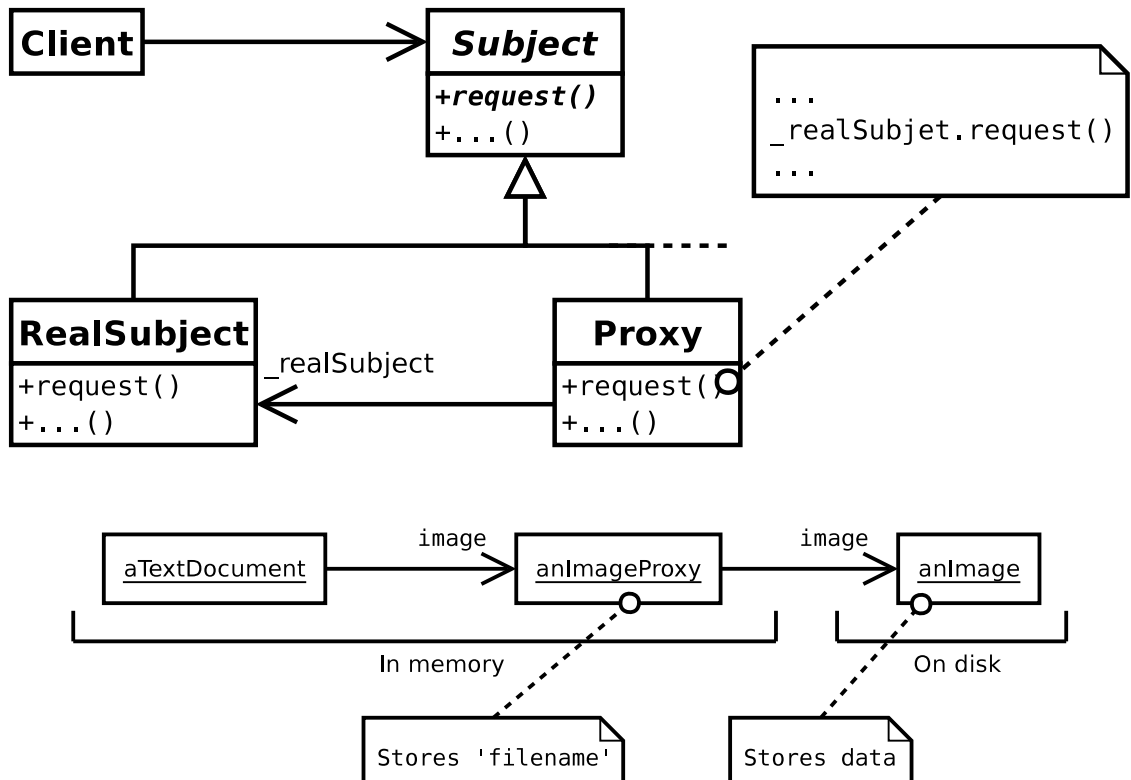 Client
Subject
+request()
+...()
...
_realSubjet.request()
...
RealSubject
+request()
+...()
_realSubject
Proxy
+request()
+...()
aTextDocument
image
anImageProxy
image
anImage
In memory
On disk
Stores 'filename'
Stores data